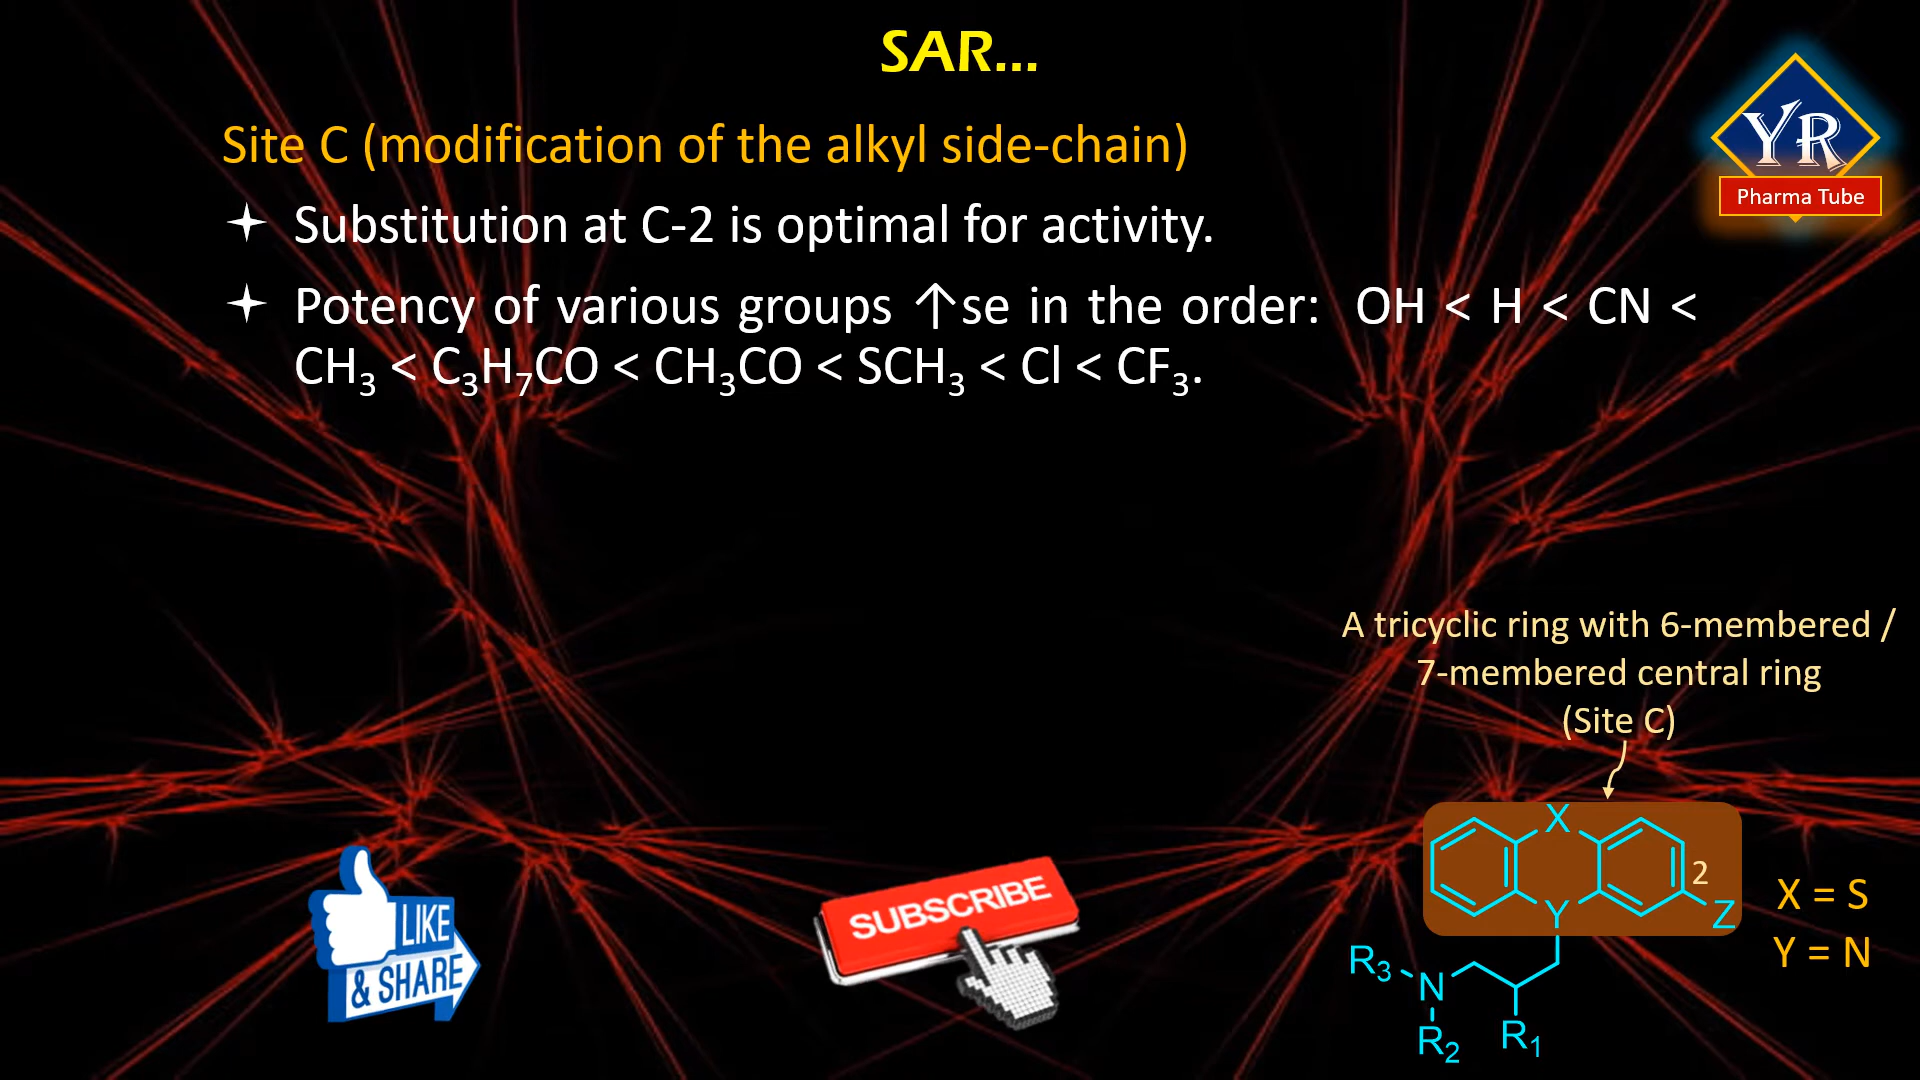 SAR...
YR
Pharma Tube
Site C (modification of the alkyl side-chain)
Substitution at C-2 is optimal for activity.
Potency of various groups ↑se in the order: OH < H < CN <
CH₃ < C₃H₇CO < CH₃CO < SCH₃ < Cl < CF₃.
A tricyclic ring with 6-membered /
7-membered central ring
(Site C)
X
2
Y
Z
X = S
Y = N
R₃
N
R₂
R₁
LIKE
& SHARE
SUBSCRIBE